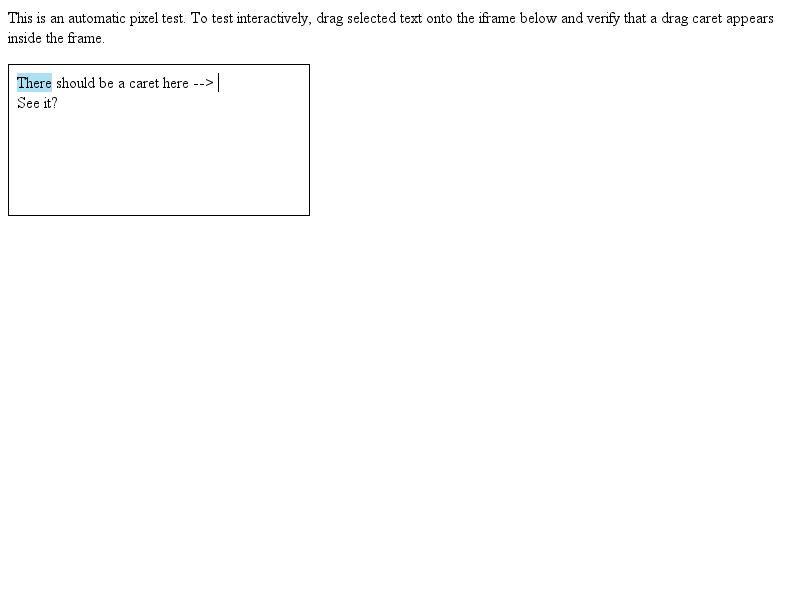 This is an automatic pixel test. To test interactively, drag selected text onto the iframe below and verify that a drag caret appears
inside the frame.
There should be a caret here -->
See it?